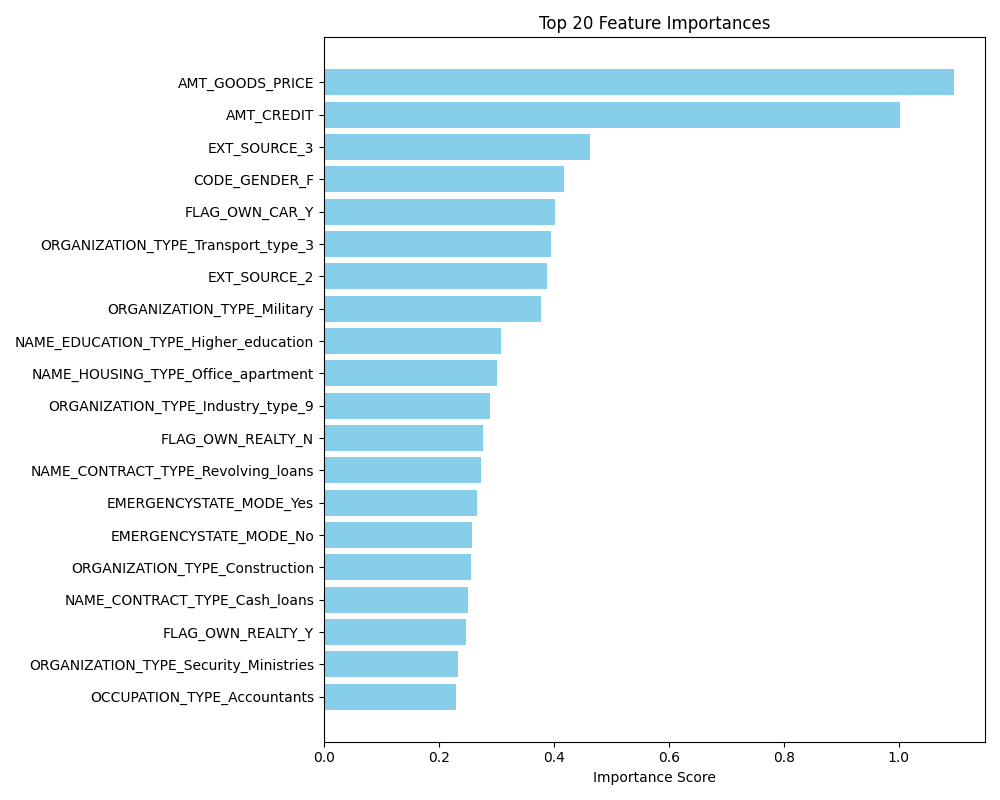 Top 20 Feature Importances
AMT_GOODS_PRICE
AMT_CREDIT
EXT_SOURCE_3
CODE_GENDER_F
FLAG_OWN_CAR_Y
ORGANIZATION_TYPE_Transport_type_3
EXT_SOURCE_2
ORGANIZATION_TYPE_Military
NAME_EDUCATION_TYPE_Higher_education
NAME_HOUSING_TYPE_Office_apartment
ORGANIZATION_TYPE_Industry_type_9
FLAG_OWN_REALTY_N
NAME_CONTRACT_TYPE_Revolving_loans
EMERGENCYSTATE_MODE_Yes
EMERGENCYSTATE_MODE_No
ORGANIZATION_TYPE_Construction
NAME_CONTRACT_TYPE_Cash_loans
FLAG_OWN_REALTY_Y
ORGANIZATION_TYPE_Security_Ministries
OCCUPATION_TYPE_Accountants
0.0 0.2 0.4 0.6 0.8 1.0
Importance Score